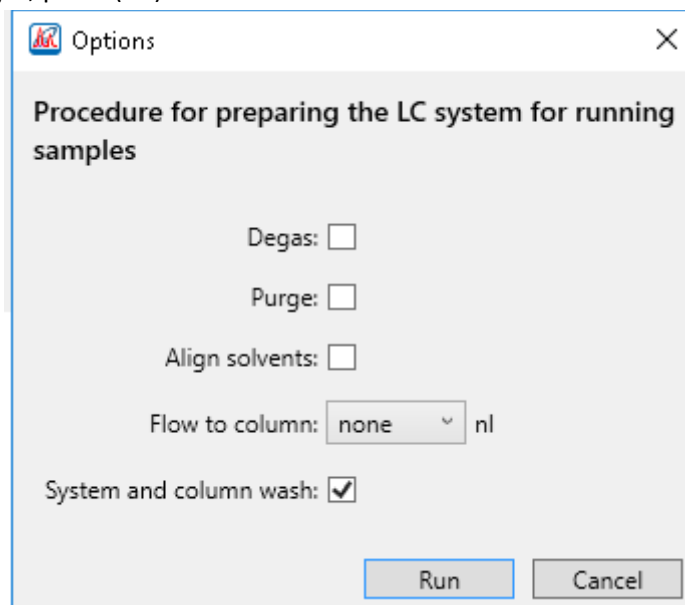 Options
Procedure for preparing the LC system for running
samples
Degas:
Purge:
Align solvents:
Flow to column: none nl
System and column wash:
Run Cancel